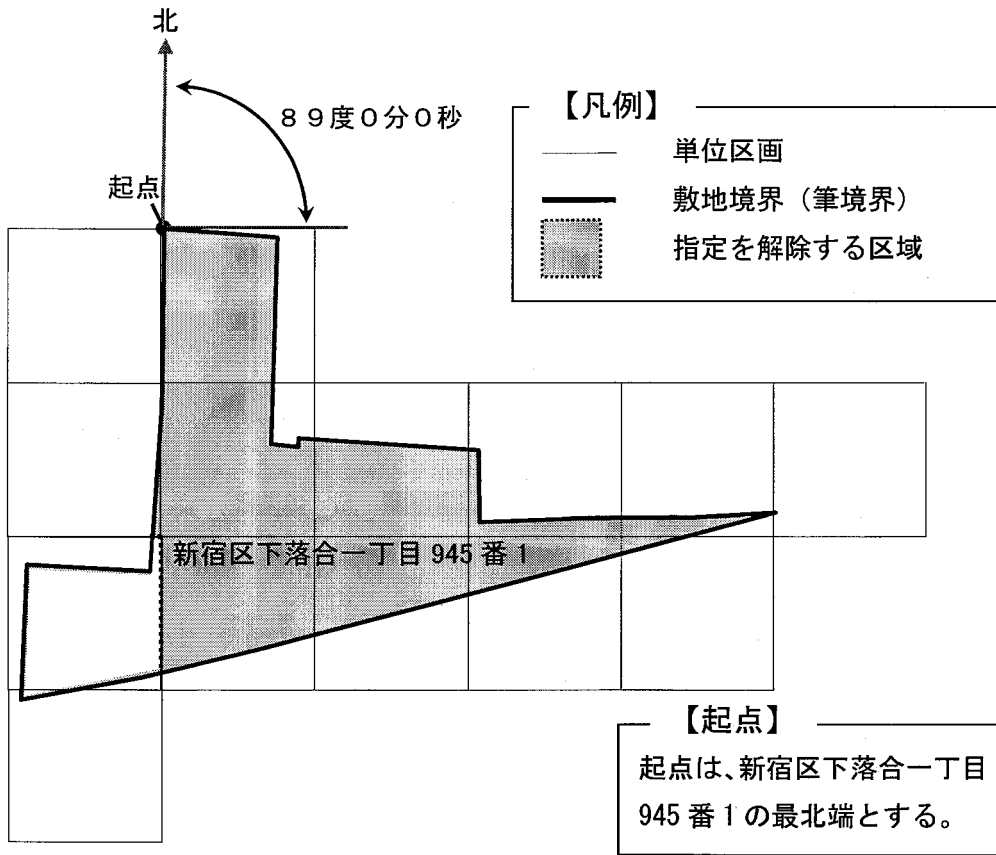 北
89度0分0秒
起点
【凡例】
単位区画
敷地境界（筆境界）
指定を解除する区域
新宿区下落合一丁目 945 番 1
【起点】
起点は、新宿区下落合一丁目
945 番 1 の最北端とする。